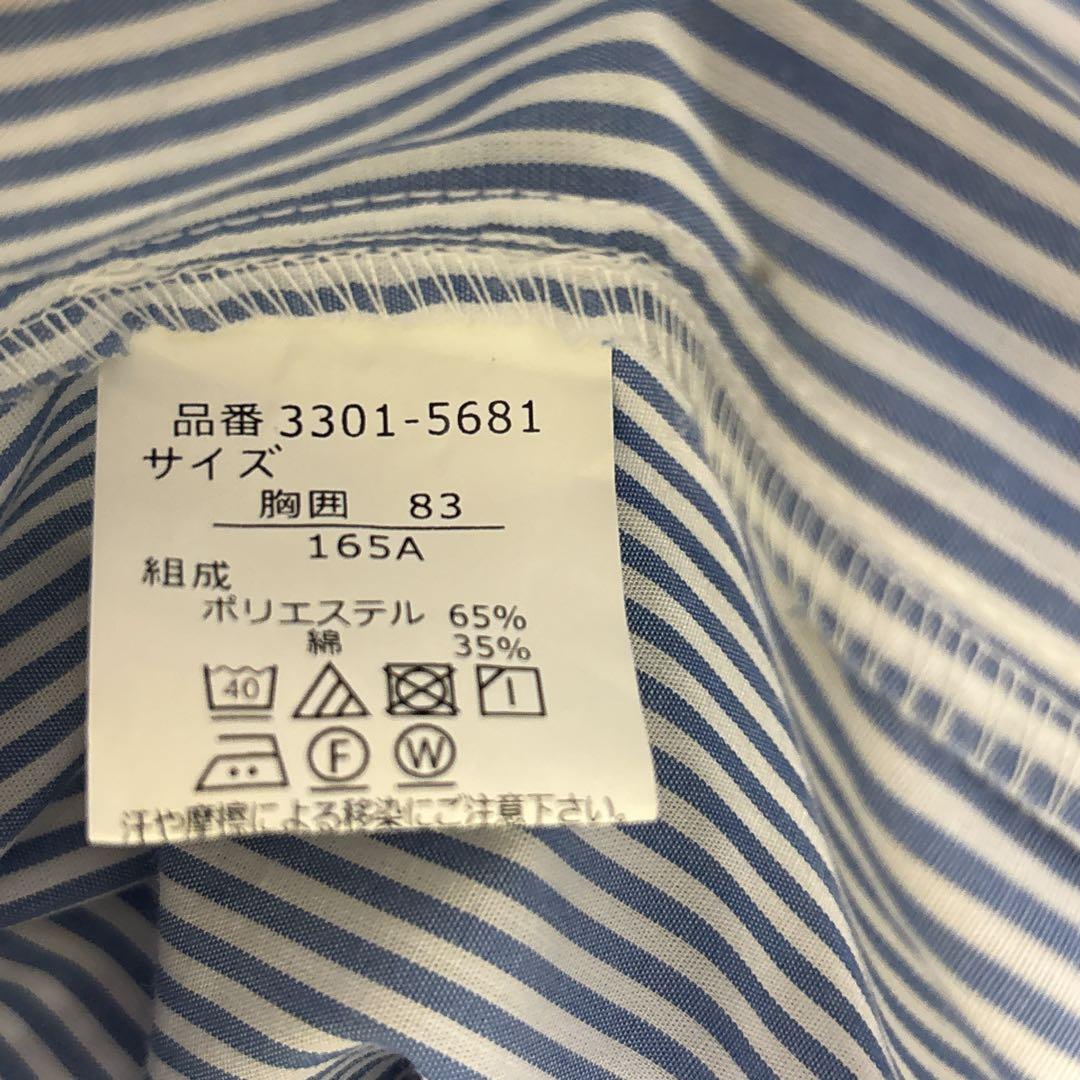 品番 3301-5681
サイズ
胸囲 83
165A
組成
ポリエステル 65%
綿 35%
40
F W
汗や摩擦による移染にご注意下さい。